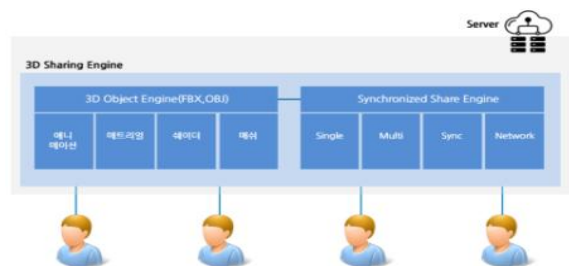 Server
3D Sharing Engine
3D Object Engine(FBX,OBJ)
Synchronized Share Engine
애니
메이션
매트리얼
쉐이더
매쉬
Single
Multi
Sync
Network